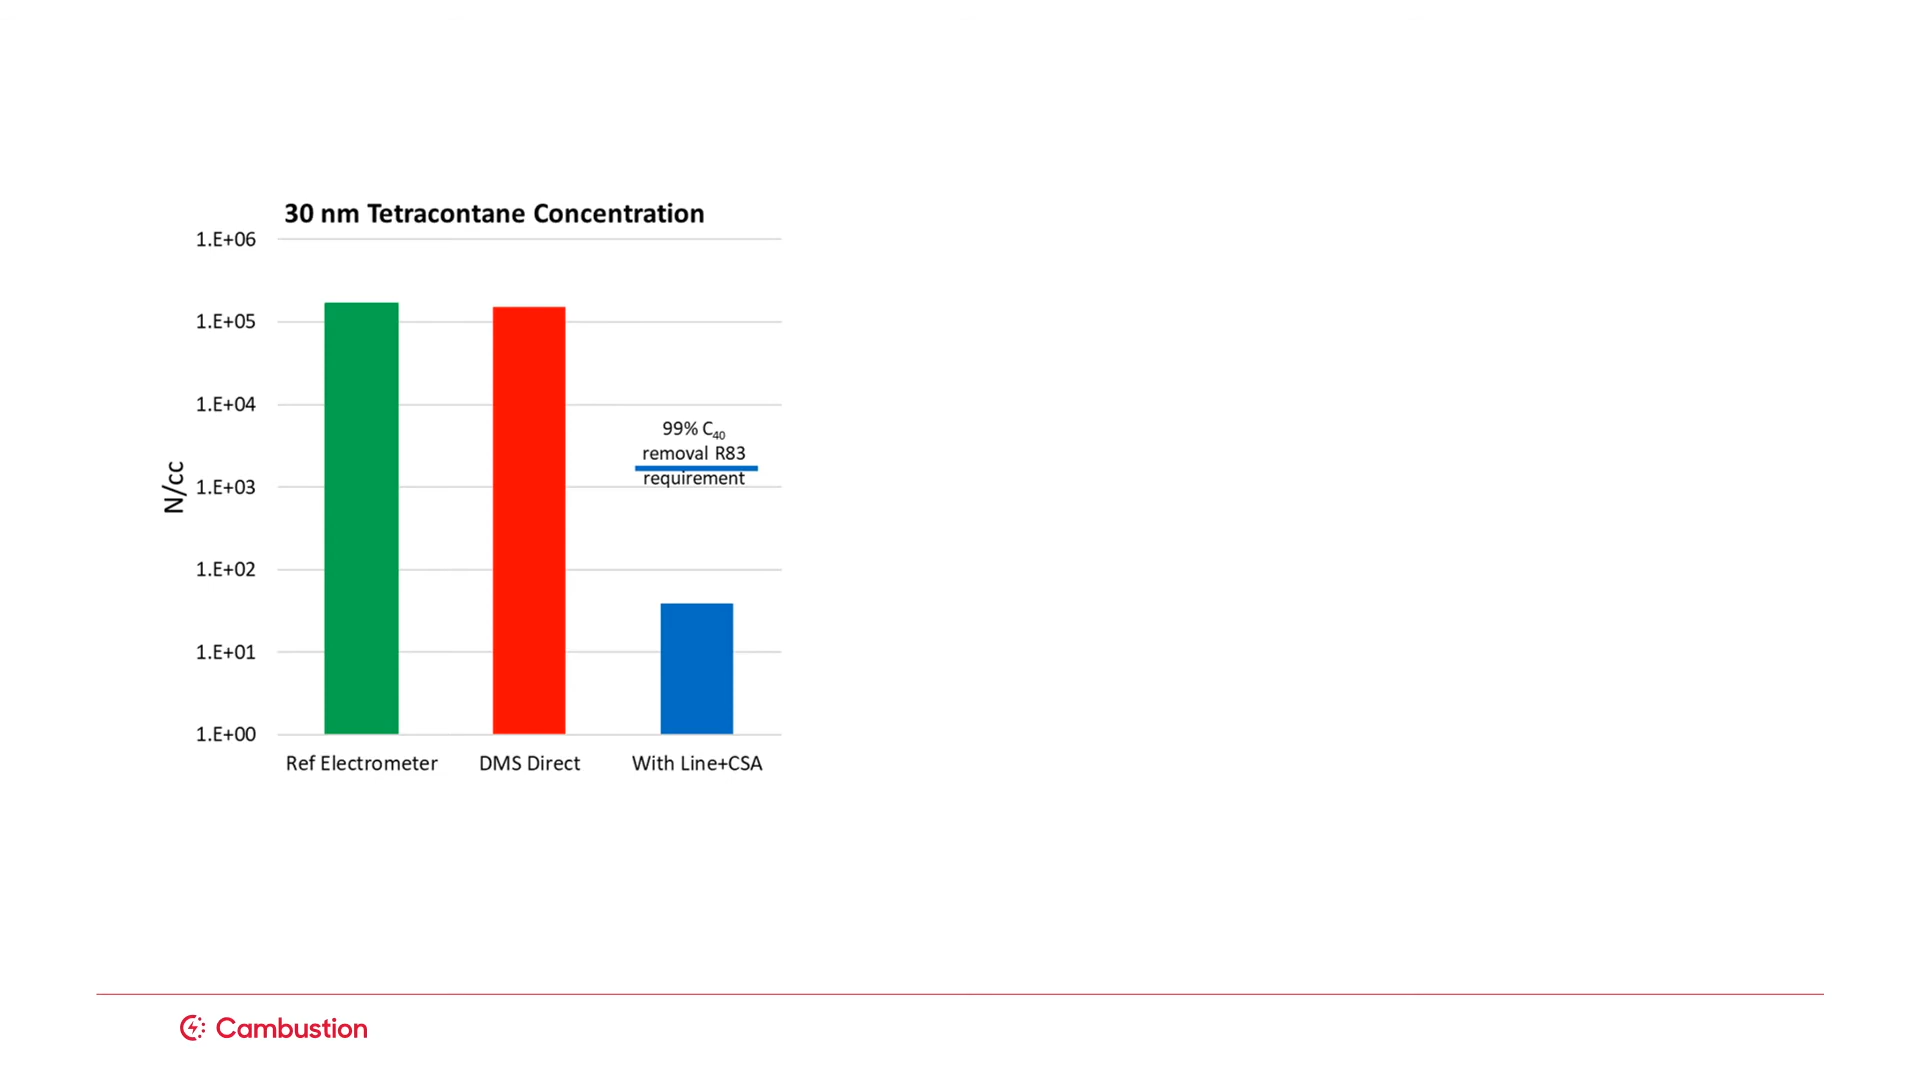 30 nm Tetracontane Concentration
1.E+06
1.E+05
1.E+04
1.E+03
1.E+02
1.E+01
1.E+00
N/cc
99% C40
removal R83
requirement
Ref Electrometer
DMS Direct
With Line+CSA
Cambustion